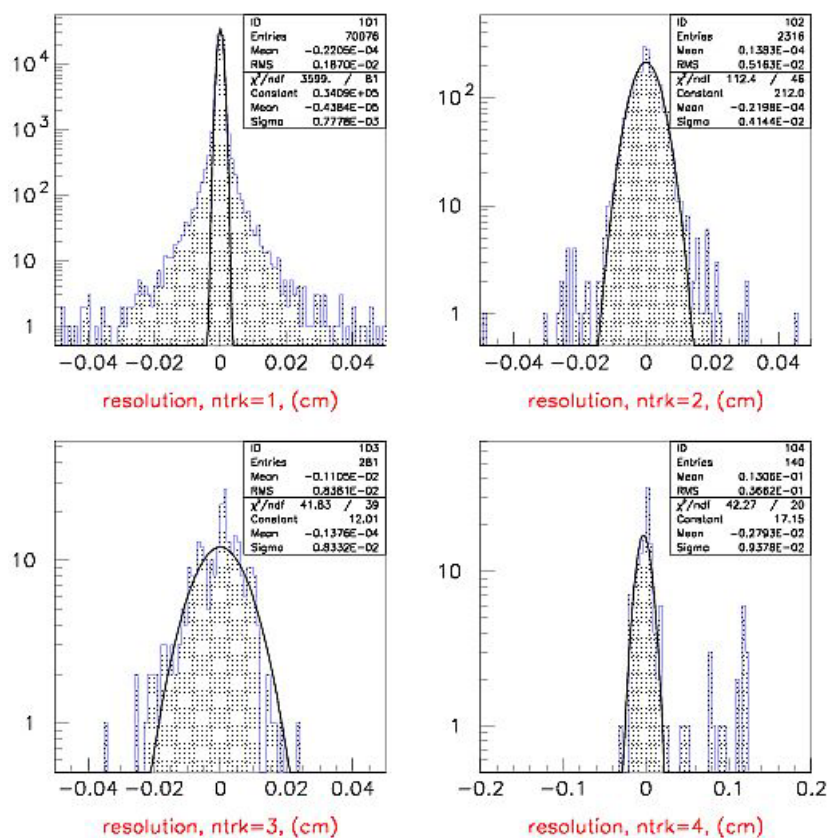 ID 101
Entries 70076
Mean -0.2205E-04
RMS 0.1870E-02
χ²/ndf 3599. / 81
Constant 0.3409E+05
Mean -0.4384E-05
Sigma 0.7778E-03
10⁴
10³
10²
10
1
-0.04 -0.02 0 0.02 0.04
resolution, ntrk=1, (cm)
ID 102
Entries 2316
Mean 0.1383E-04
RMS 0.5163E-02
χ²/ndf 112.4 / 46
Constant 212.0
Mean -0.2198E-04
Sigma 0.4144E-02
10²
10
1
-0.04 -0.02 0 0.02 0.04
resolution, ntrk=2, (cm)
ID 103
Entries 281
Mean -0.1105E-02
RMS 0.8381E-02
χ²/ndf 41.83 / 39
Constant 12.01
Mean -0.1376E-04
Sigma 0.8332E-02
10
1
-0.04 -0.02 0 0.02 0.04
resolution, ntrk=3, (cm)
ID 104
Entries 140
Mean 0.1306E-01
RMS 0.3682E-01
χ²/ndf 42.27 / 20
Constant 17.15
Mean -0.2793E-02
Sigma 0.9378E-02
10
1
-0.2 -0.1 0 0.1 0.2
resolution, ntrk=4, (cm)